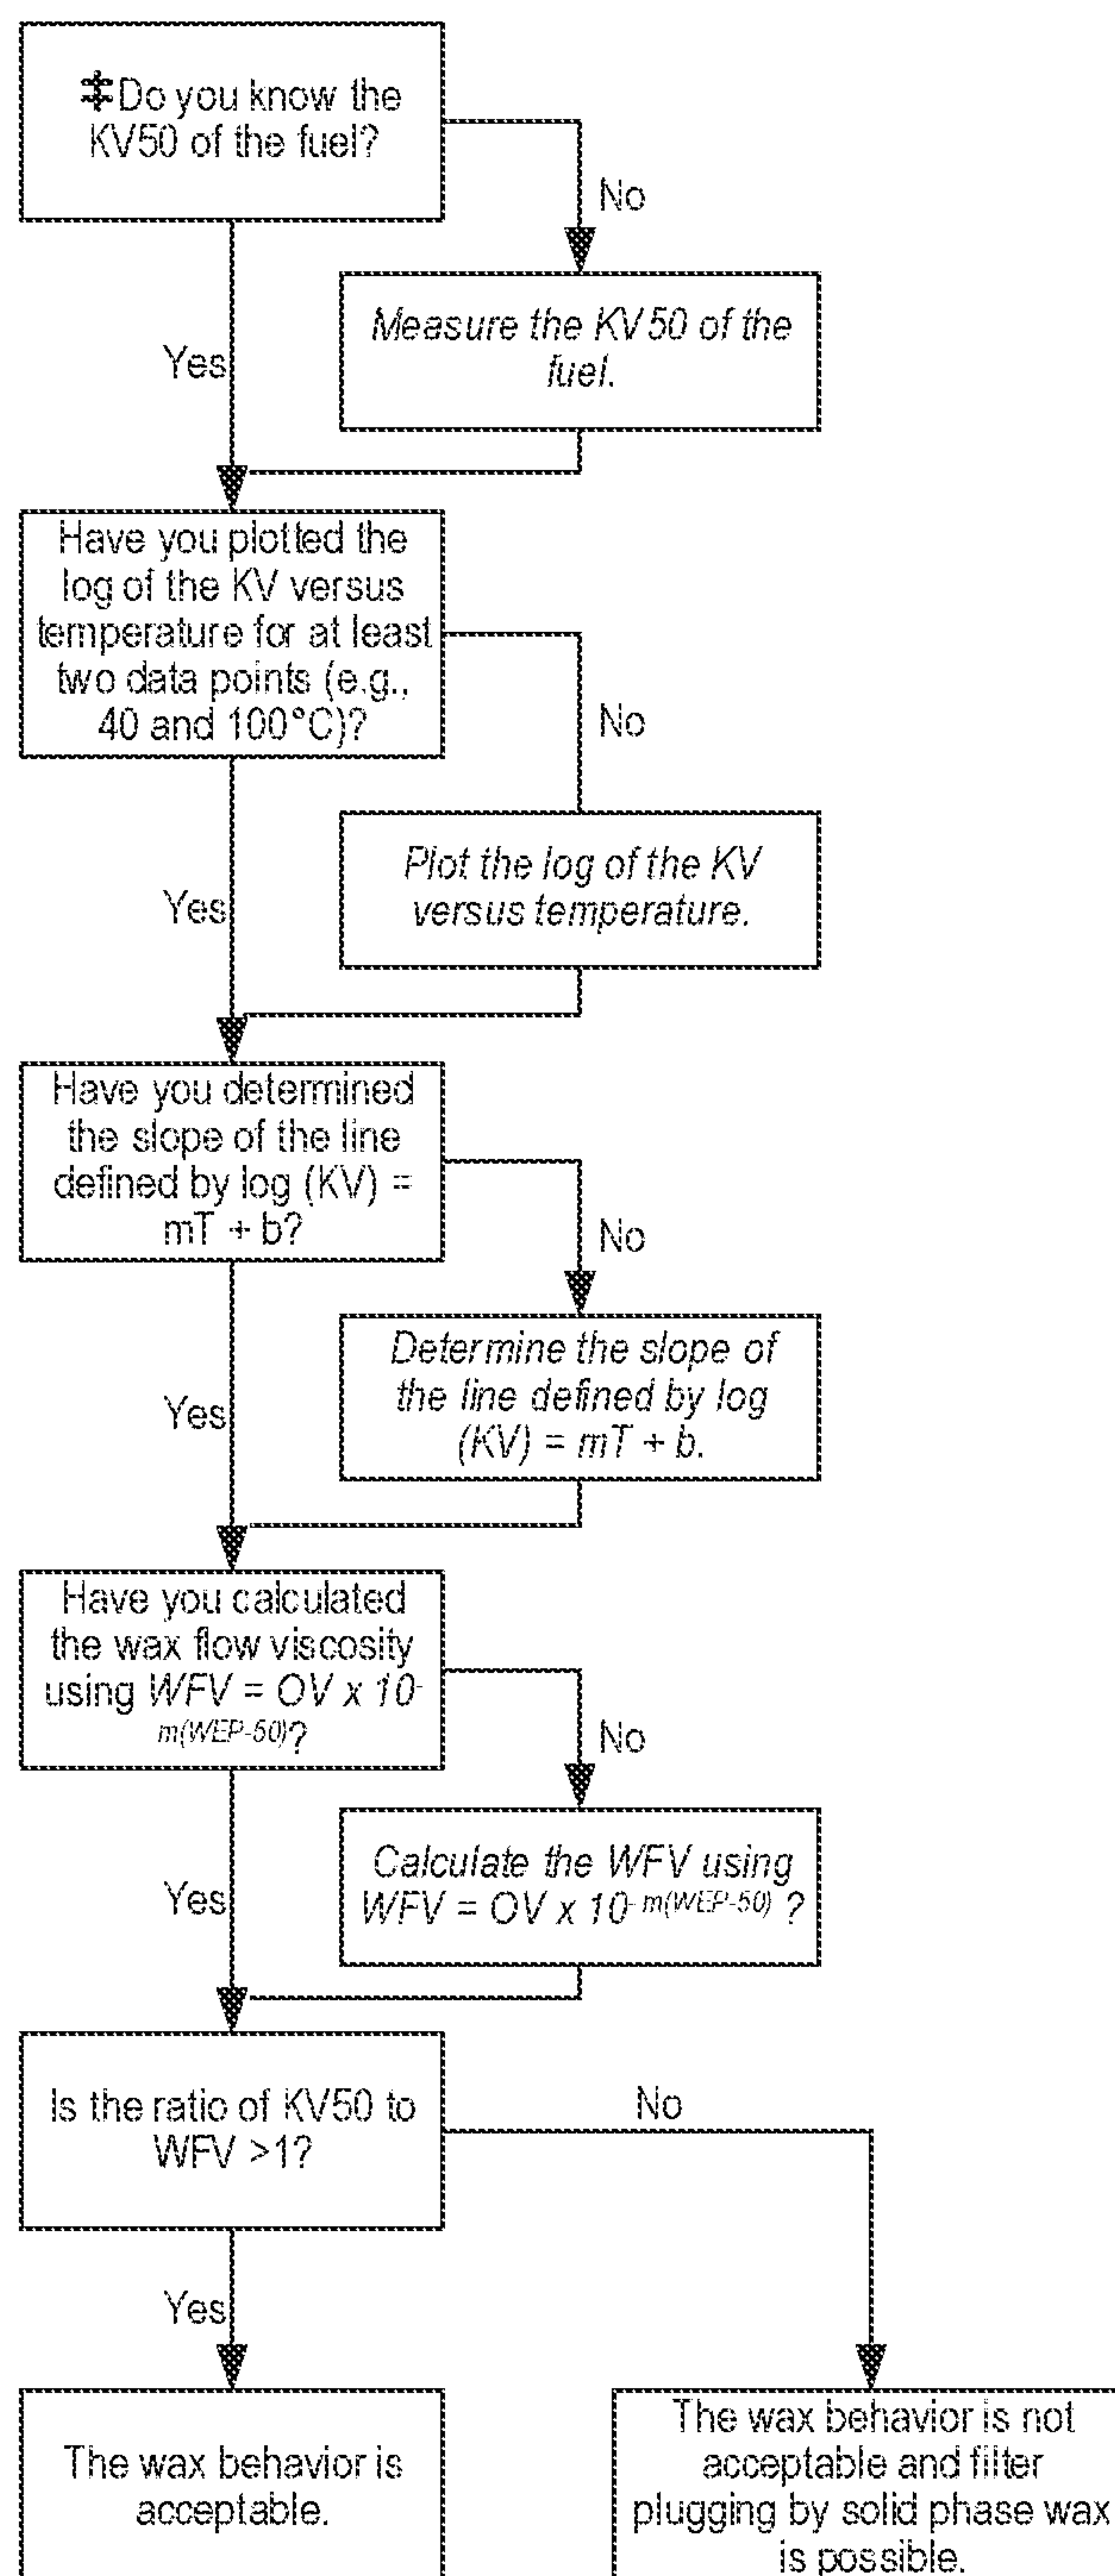 ‡Do you know the
KV50 of the fuel?
No
Measure the KV50 of the
fuel.
Yes
Have you plotted the
log of the KV versus
temperature for at least
two data points (e.g.,
40 and 100°C)?
No
Plot the log of the KV
versus temperature.
Yes
Have you determined
the slope of the line
defined by log (KV) =
mT + b?
No
Determine the slope of
the line defined by log
(KV) = mT + b.
Yes
Have you calculated
the wax flow viscosity
using WFV = OV x 10-
m(WEP-50)?
No
Calculate the WFV using
WFV = OV x 10- m(WEP-50) ?
Yes
Is the ratio of KV50 to
WFV >1?
No
Yes
The wax behavior is
acceptable.
The wax behavior is not
acceptable and filter
plugging by solid phase wax
is possible.